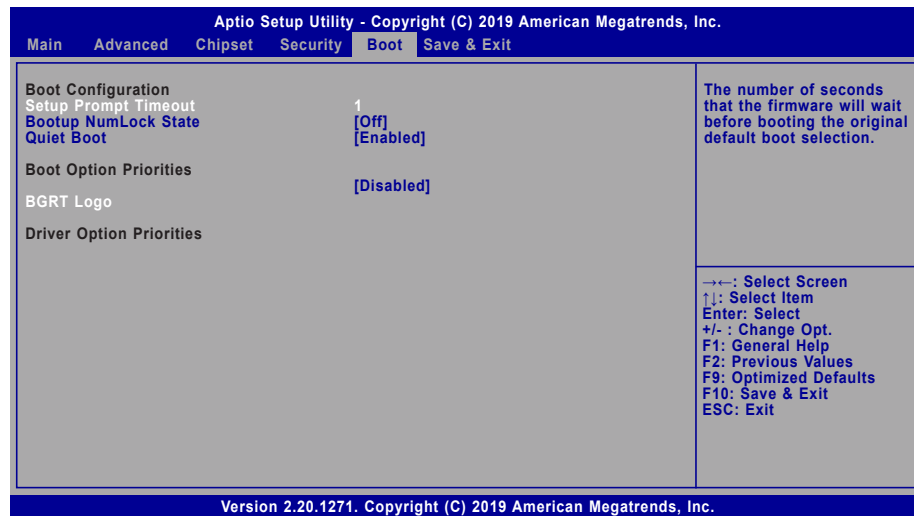 Aptio Setup Utility - Copyright (C) 2019 American Megatrends, Inc.
Main Advanced Chipset Security Boot Save & Exit
Boot Configuration
Setup Prompt Timeout 1
Bootup NumLock State [Off]
Quiet Boot [Enabled]
Boot Option Priorities
[Disabled]
BGRT Logo
Driver Option Priorities
The number of seconds
that the firmware will wait
before booting the original
default boot selection.
→←: Select Screen
↑↓: Select Item
Enter: Select
+/- : Change Opt.
F1: General Help
F2: Previous Values
F9: Optimized Defaults
F10: Save & Exit
ESC: Exit
Version 2.20.1271. Copyright (C) 2019 American Megatrends, Inc.